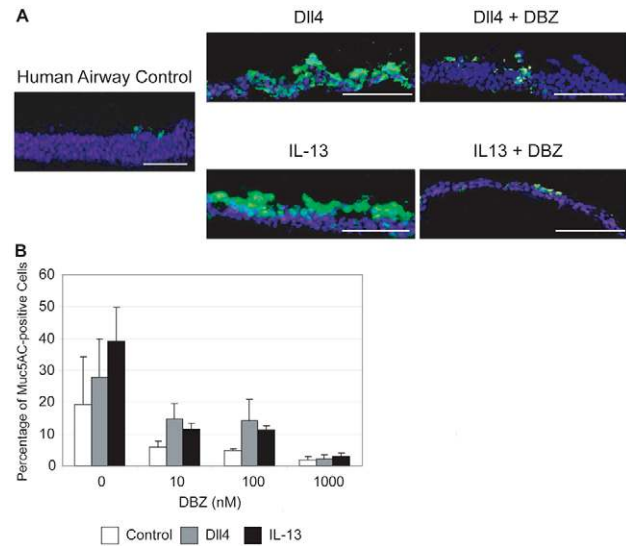 A
Dll4
Dll4 + DBZ
Human Airway Control
IL-13
IL13 + DBZ
B
Percentage of Muc5AC-positive Cells
60
50
40
30
20
10
0
0 10 100 1000
DBZ (nM)
Control Dll4 IL-13